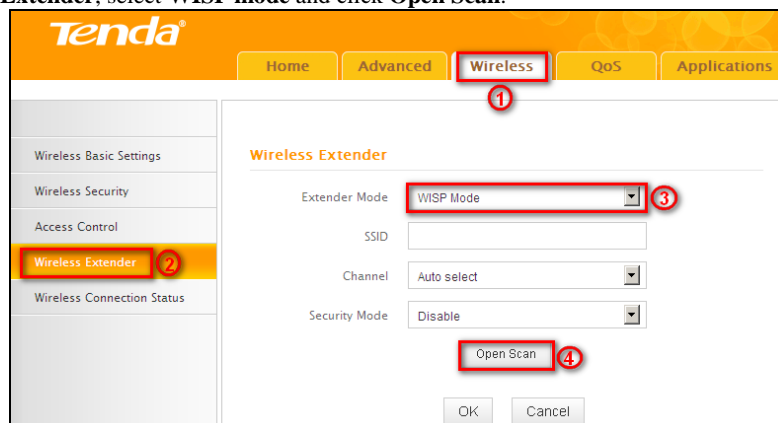 Extender, select WISP mode and click Open Scan.
Tenda®
Home Advanced Wireless QoS Applications
1
Wireless Basic Settings
Wireless Security
Access Control
Wireless Extender 2
Wireless Connection Status
Wireless Extender
Extender Mode WISP Mode 3
SSID
Channel Auto select
Security Mode Disable
Open Scan 4
OK Cancel